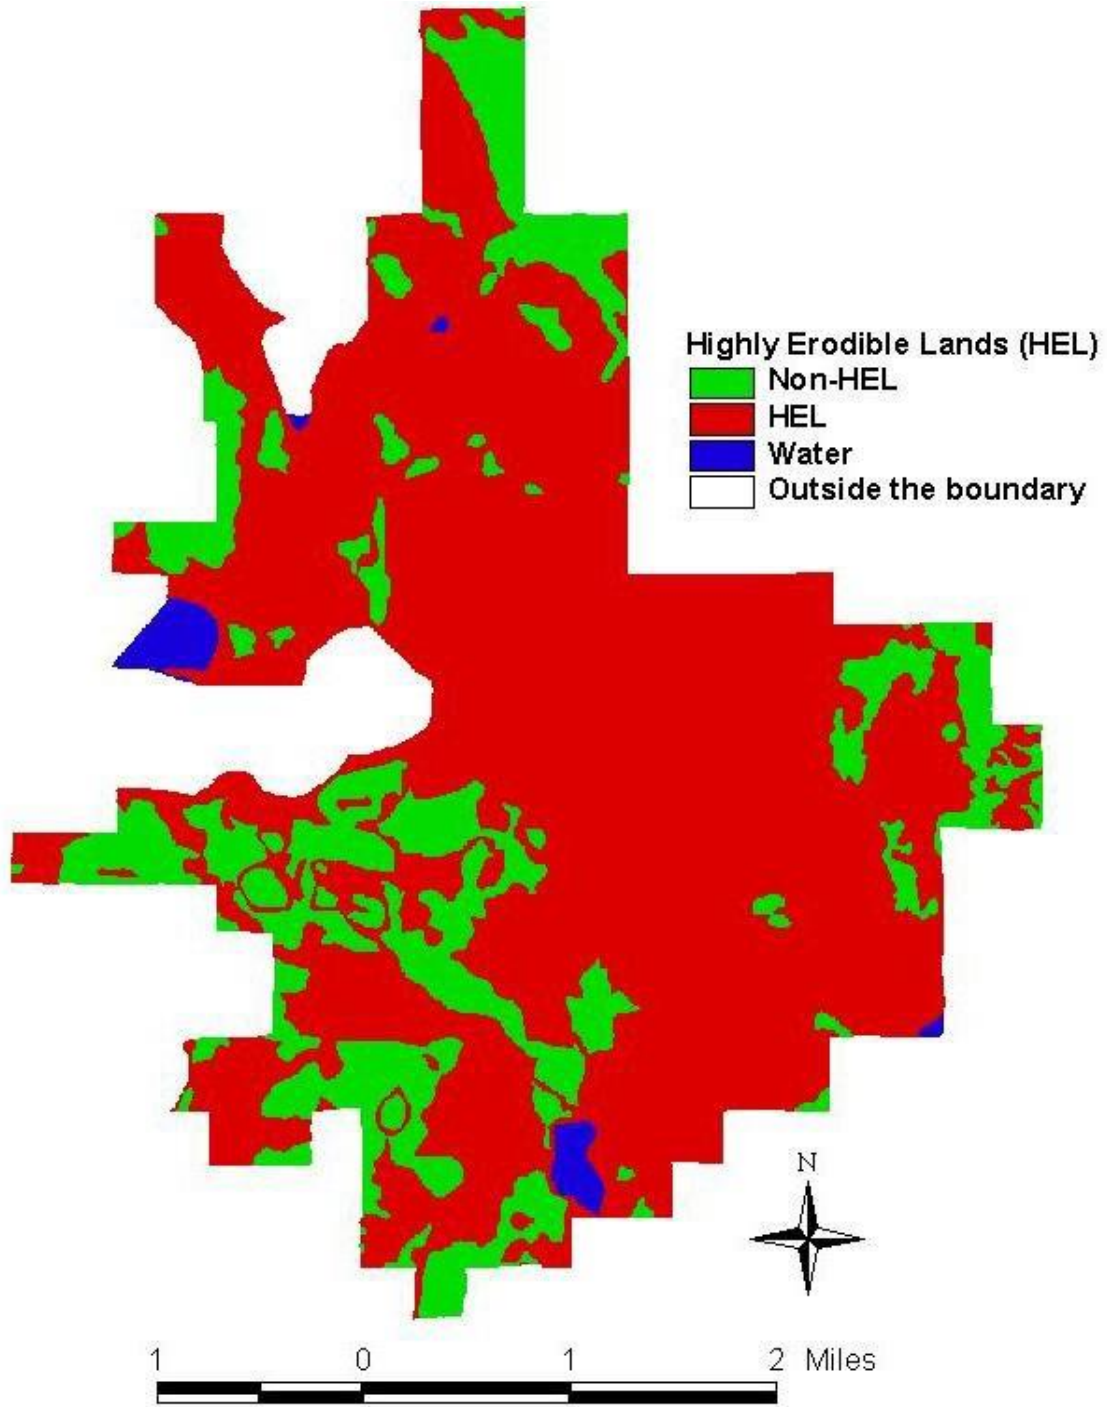 Highly Erodible Lands (HEL)
Non-HEL
HEL
Water
Outside the boundary
N
1 0 1 2 Miles